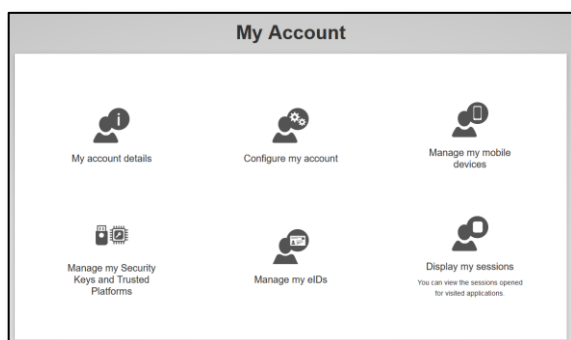 My Account
My account details
Configure my account
Manage my mobile
devices
Manage my Security
Keys and Trusted
Platforms
Manage my eIDs
Display my sessions
You can view the sessions opened
for visited applications.